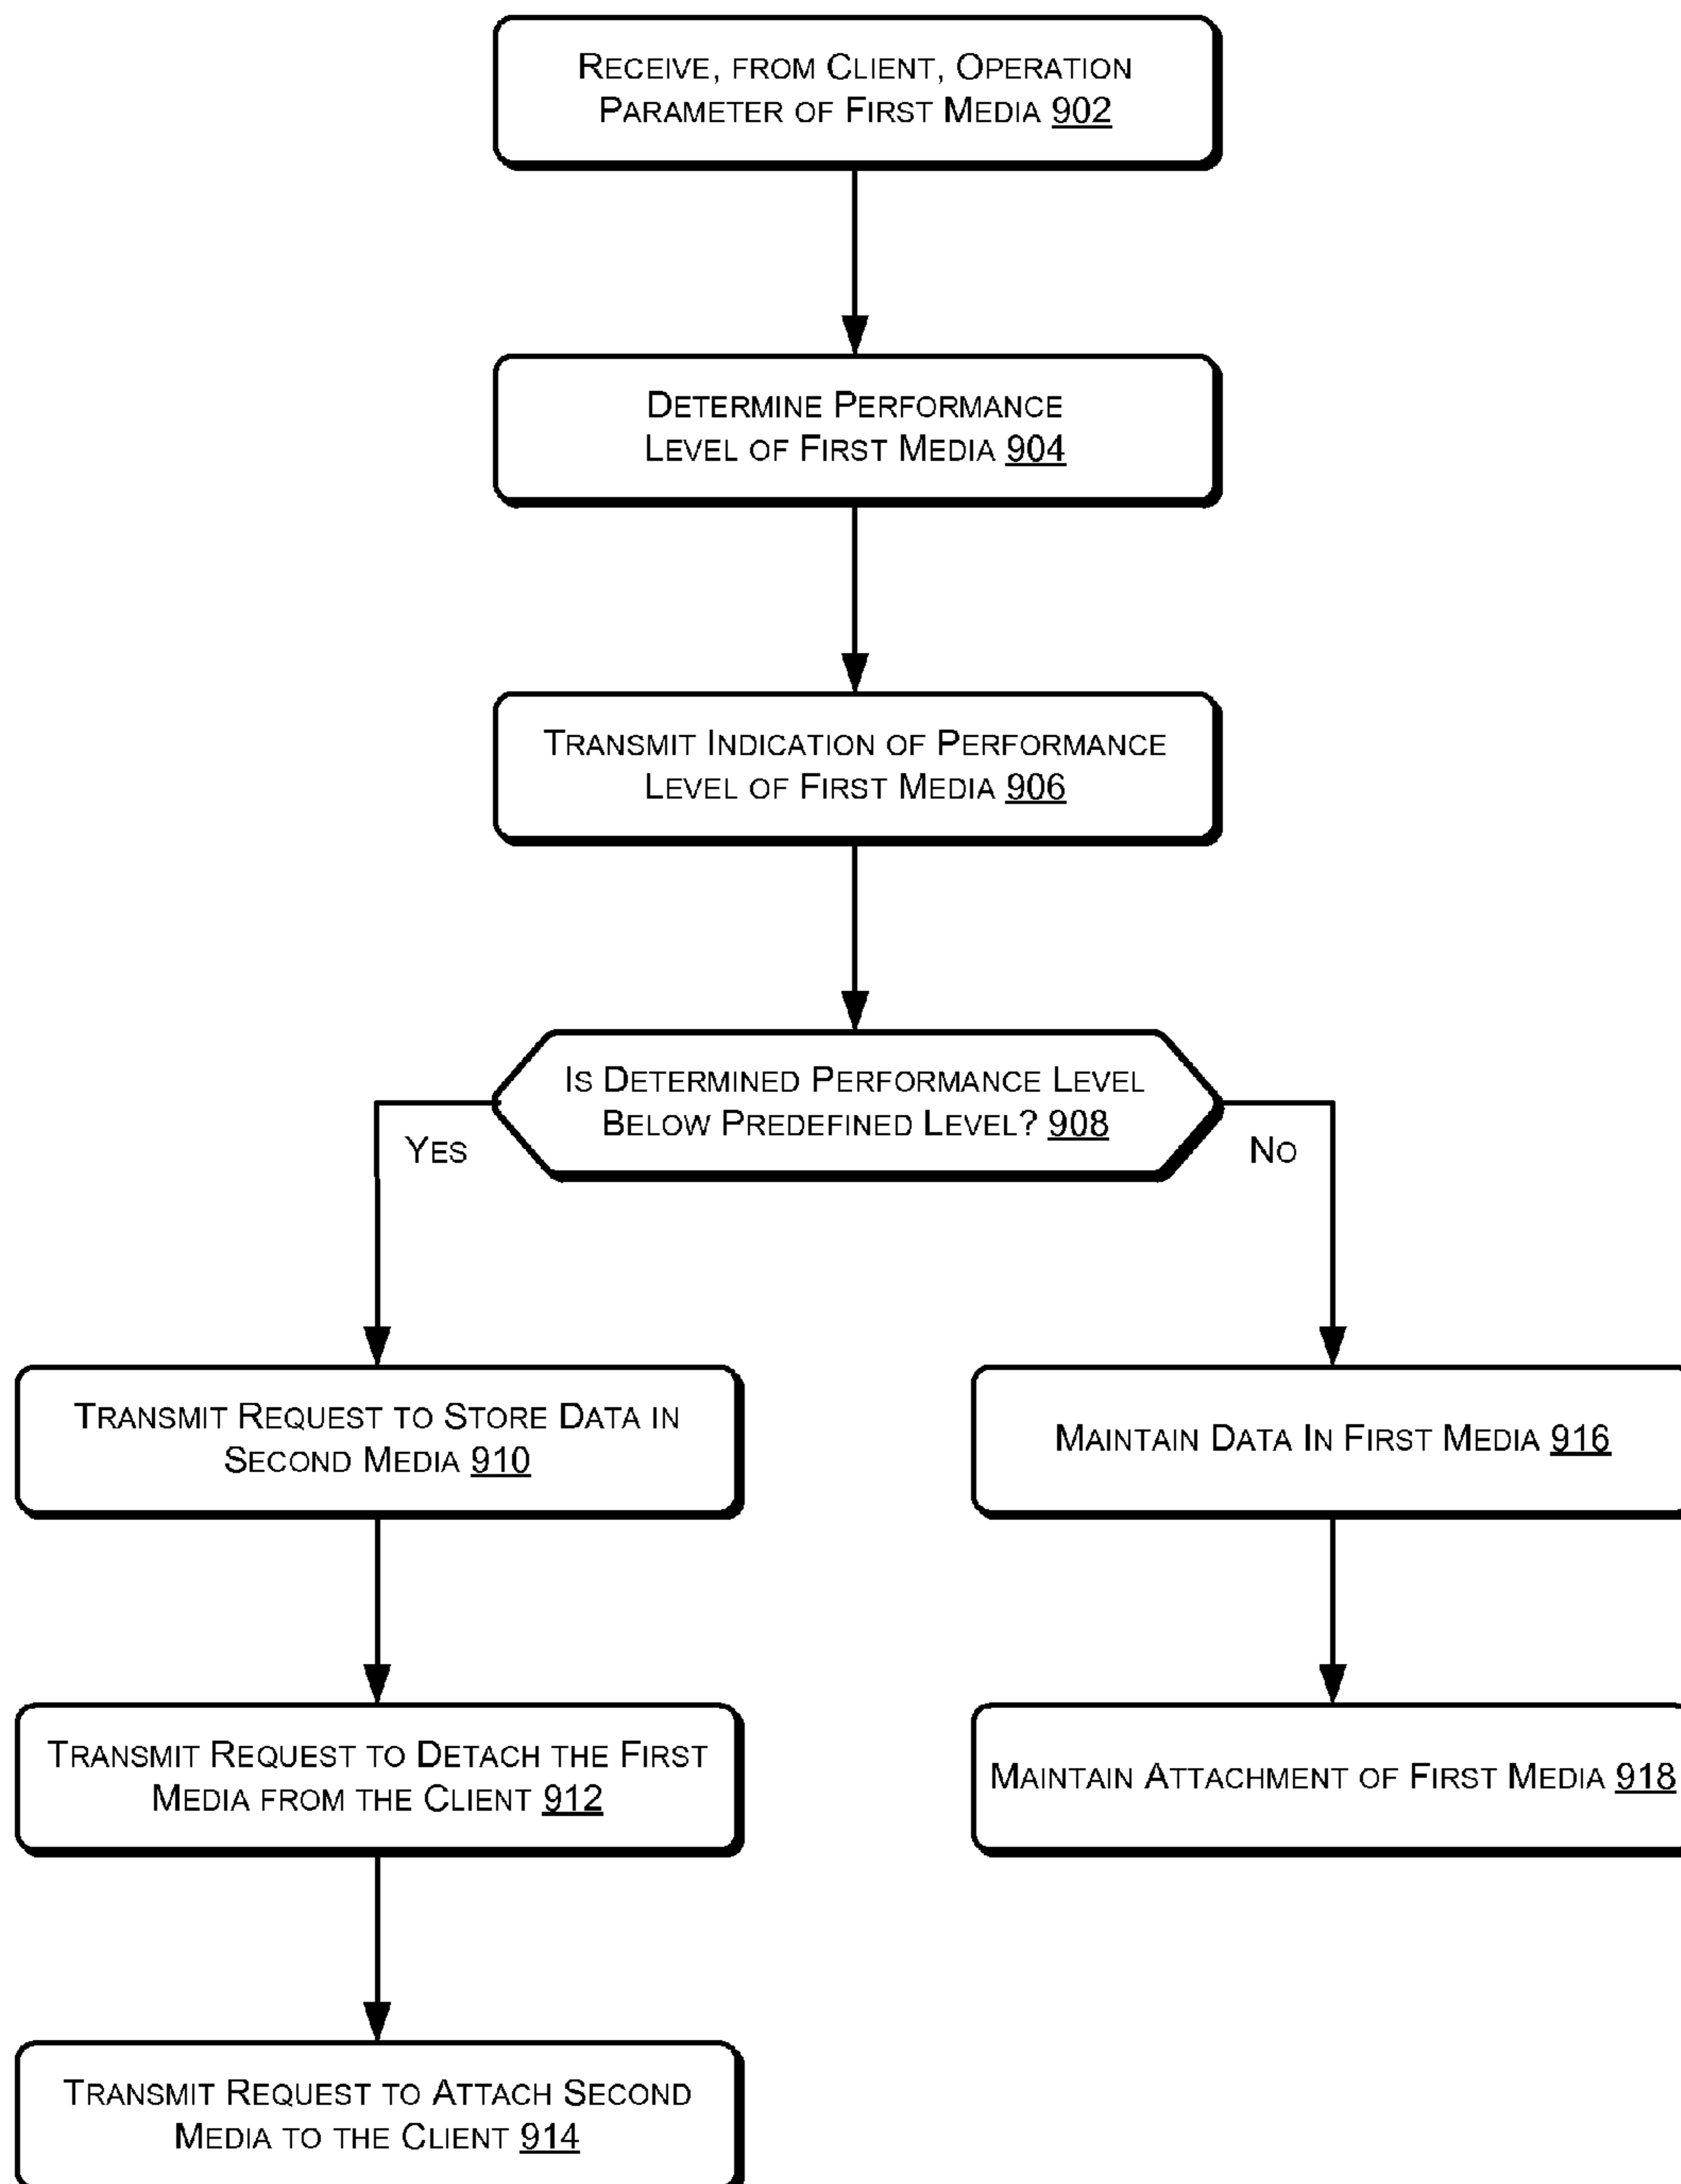 RECEIVE, FROM CLIENT, OPERATION
PARAMETER OF FIRST MEDIA 902
DETERMINE PERFORMANCE
LEVEL OF FIRST MEDIA 904
TRANSMIT INDICATION OF PERFORMANCE
LEVEL OF FIRST MEDIA 906
IS DETERMINED PERFORMANCE LEVEL
BELOW PREDEFINED LEVEL? 908
YES
NO
TRANSMIT REQUEST TO STORE DATA IN
SECOND MEDIA 910
MAINTAIN DATA IN FIRST MEDIA 916
TRANSMIT REQUEST TO DETACH THE FIRST
MEDIA FROM THE CLIENT 912
MAINTAIN ATTACHMENT OF FIRST MEDIA 918
TRANSMIT REQUEST TO ATTACH SECOND
MEDIA TO THE CLIENT 914